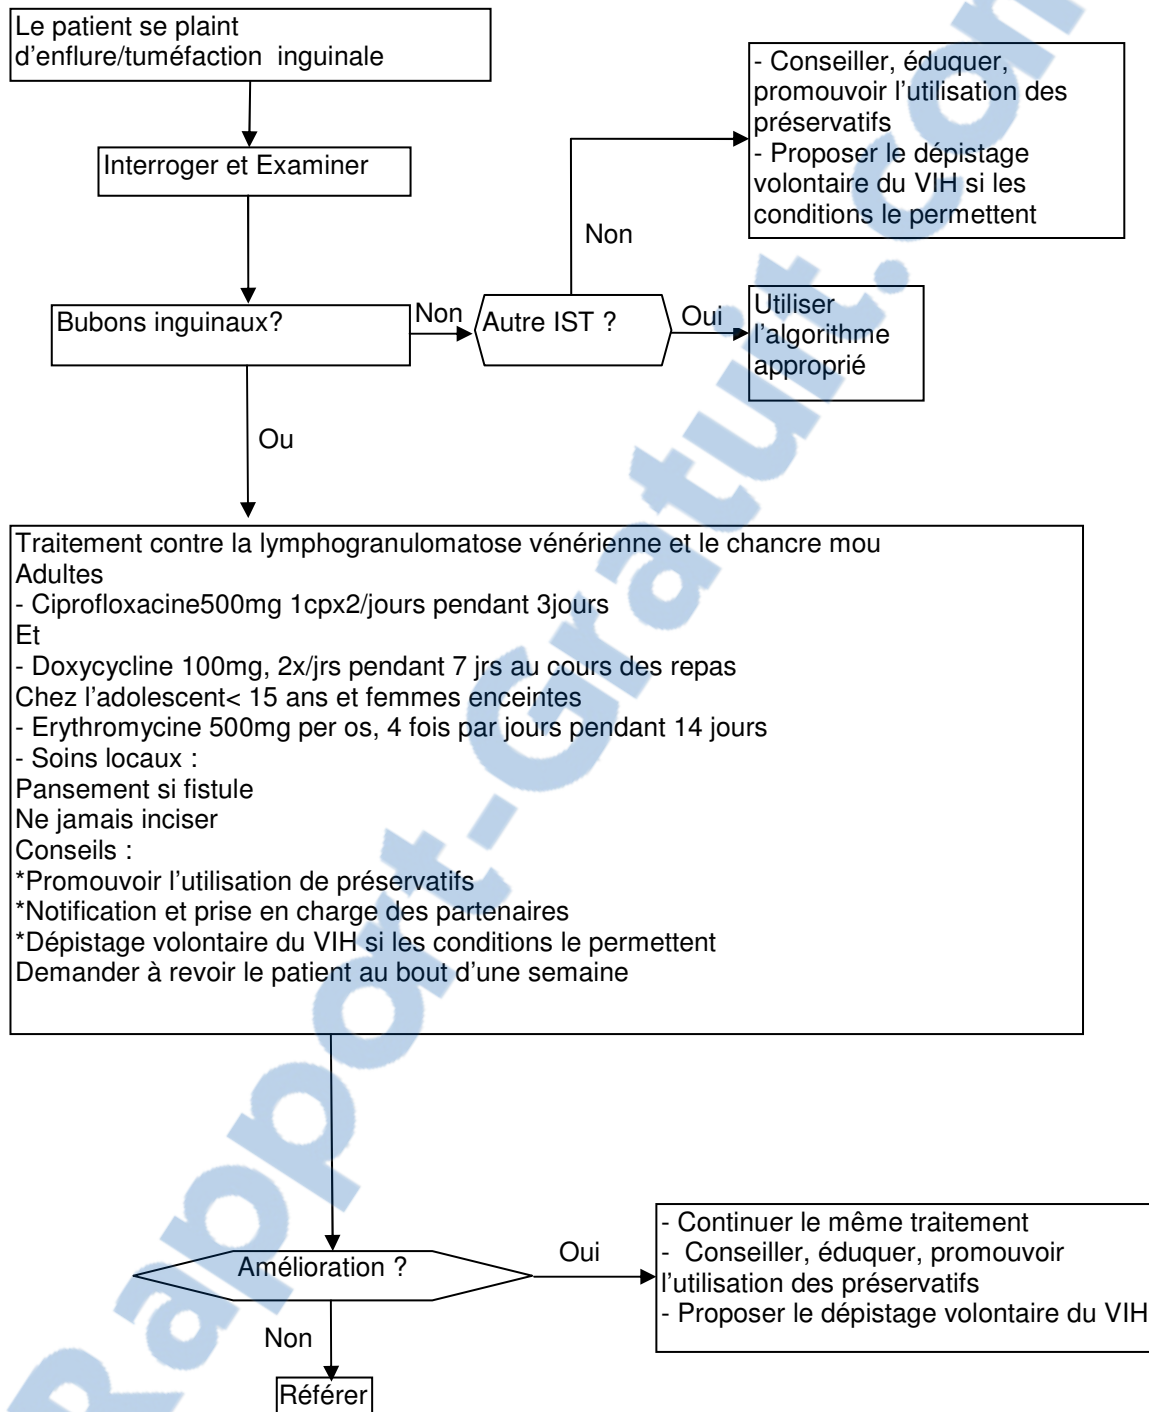 Le patient se plaint
d'enflure/tuméfaction inguinale
Interroger et Examiner
- Conseiller, éduquer,
promouvoir l'utilisation des
préservatifs
- Proposer le dépistage
volontaire du VIH si les
conditions le permettent
Non
Bubons inguinaux?
Non
Autre IST ?
Oui
Utiliser
l'algorithme
approprié
Ou
Traitement contre la lymphogranulomatose vénérienne et le chancre mou
Adultes
- Ciprofloxacine500mg 1cpx2/jours pendant 3jours
Et
- Doxycycline 100mg, 2x/jrs pendant 7 jrs au cours des repas
Chez l'adolescent< 15 ans et femmes enceintes
- Erythromycine 500mg per os, 4 fois par jours pendant 14 jours
- Soins locaux :
Pansement si fistule
Ne jamais inciser
Conseils :
*Promouvoir l'utilisation de préservatifs
*Notification et prise en charge des partenaires
*Dépistage volontaire du VIH si les conditions le permettent
Demander à revoir le patient au bout d'une semaine
Amélioration ?
Oui
- Continuer le même traitement
- Conseiller, éduquer, promouvoir
l'utilisation des préservatifs
- Proposer le dépistage volontaire du VIH
Non
Référer
Rapport-Gratuit.com